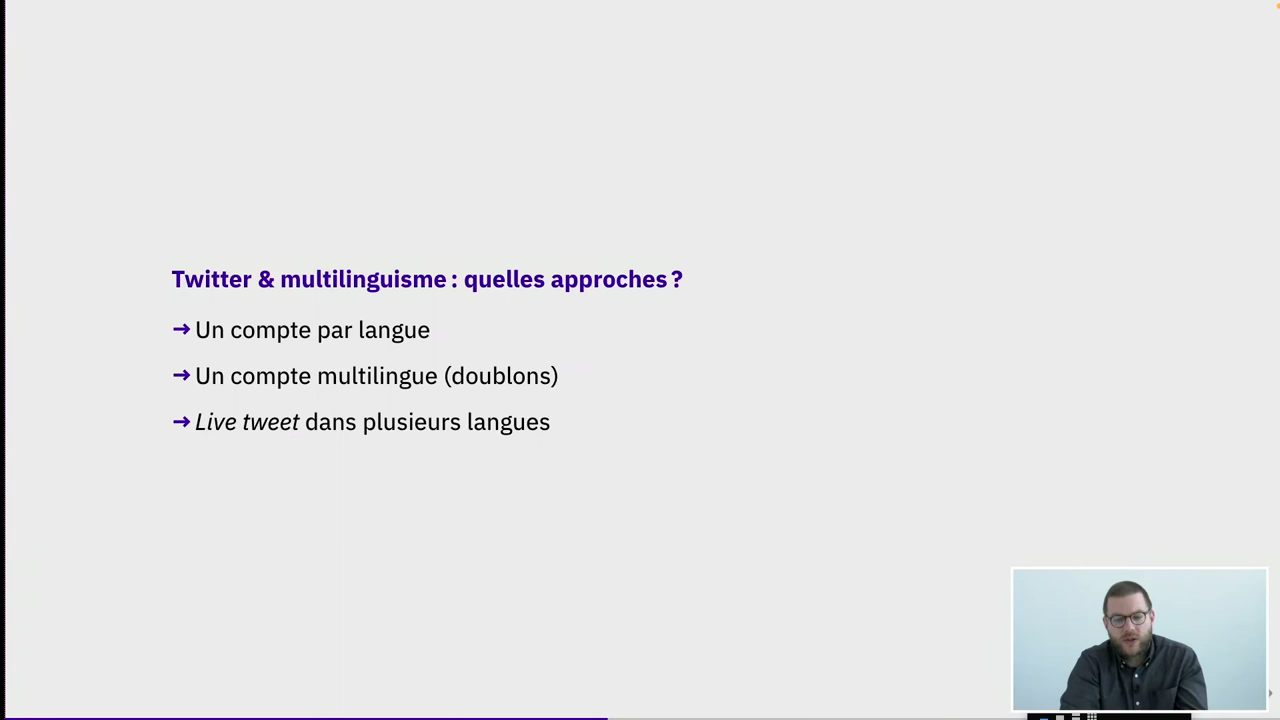 Twitter & multilinguisme : quelles approches ?
→ Un compte par langue
→ Un compte multilingue (doublons)
→ Live tweet dans plusieurs langues